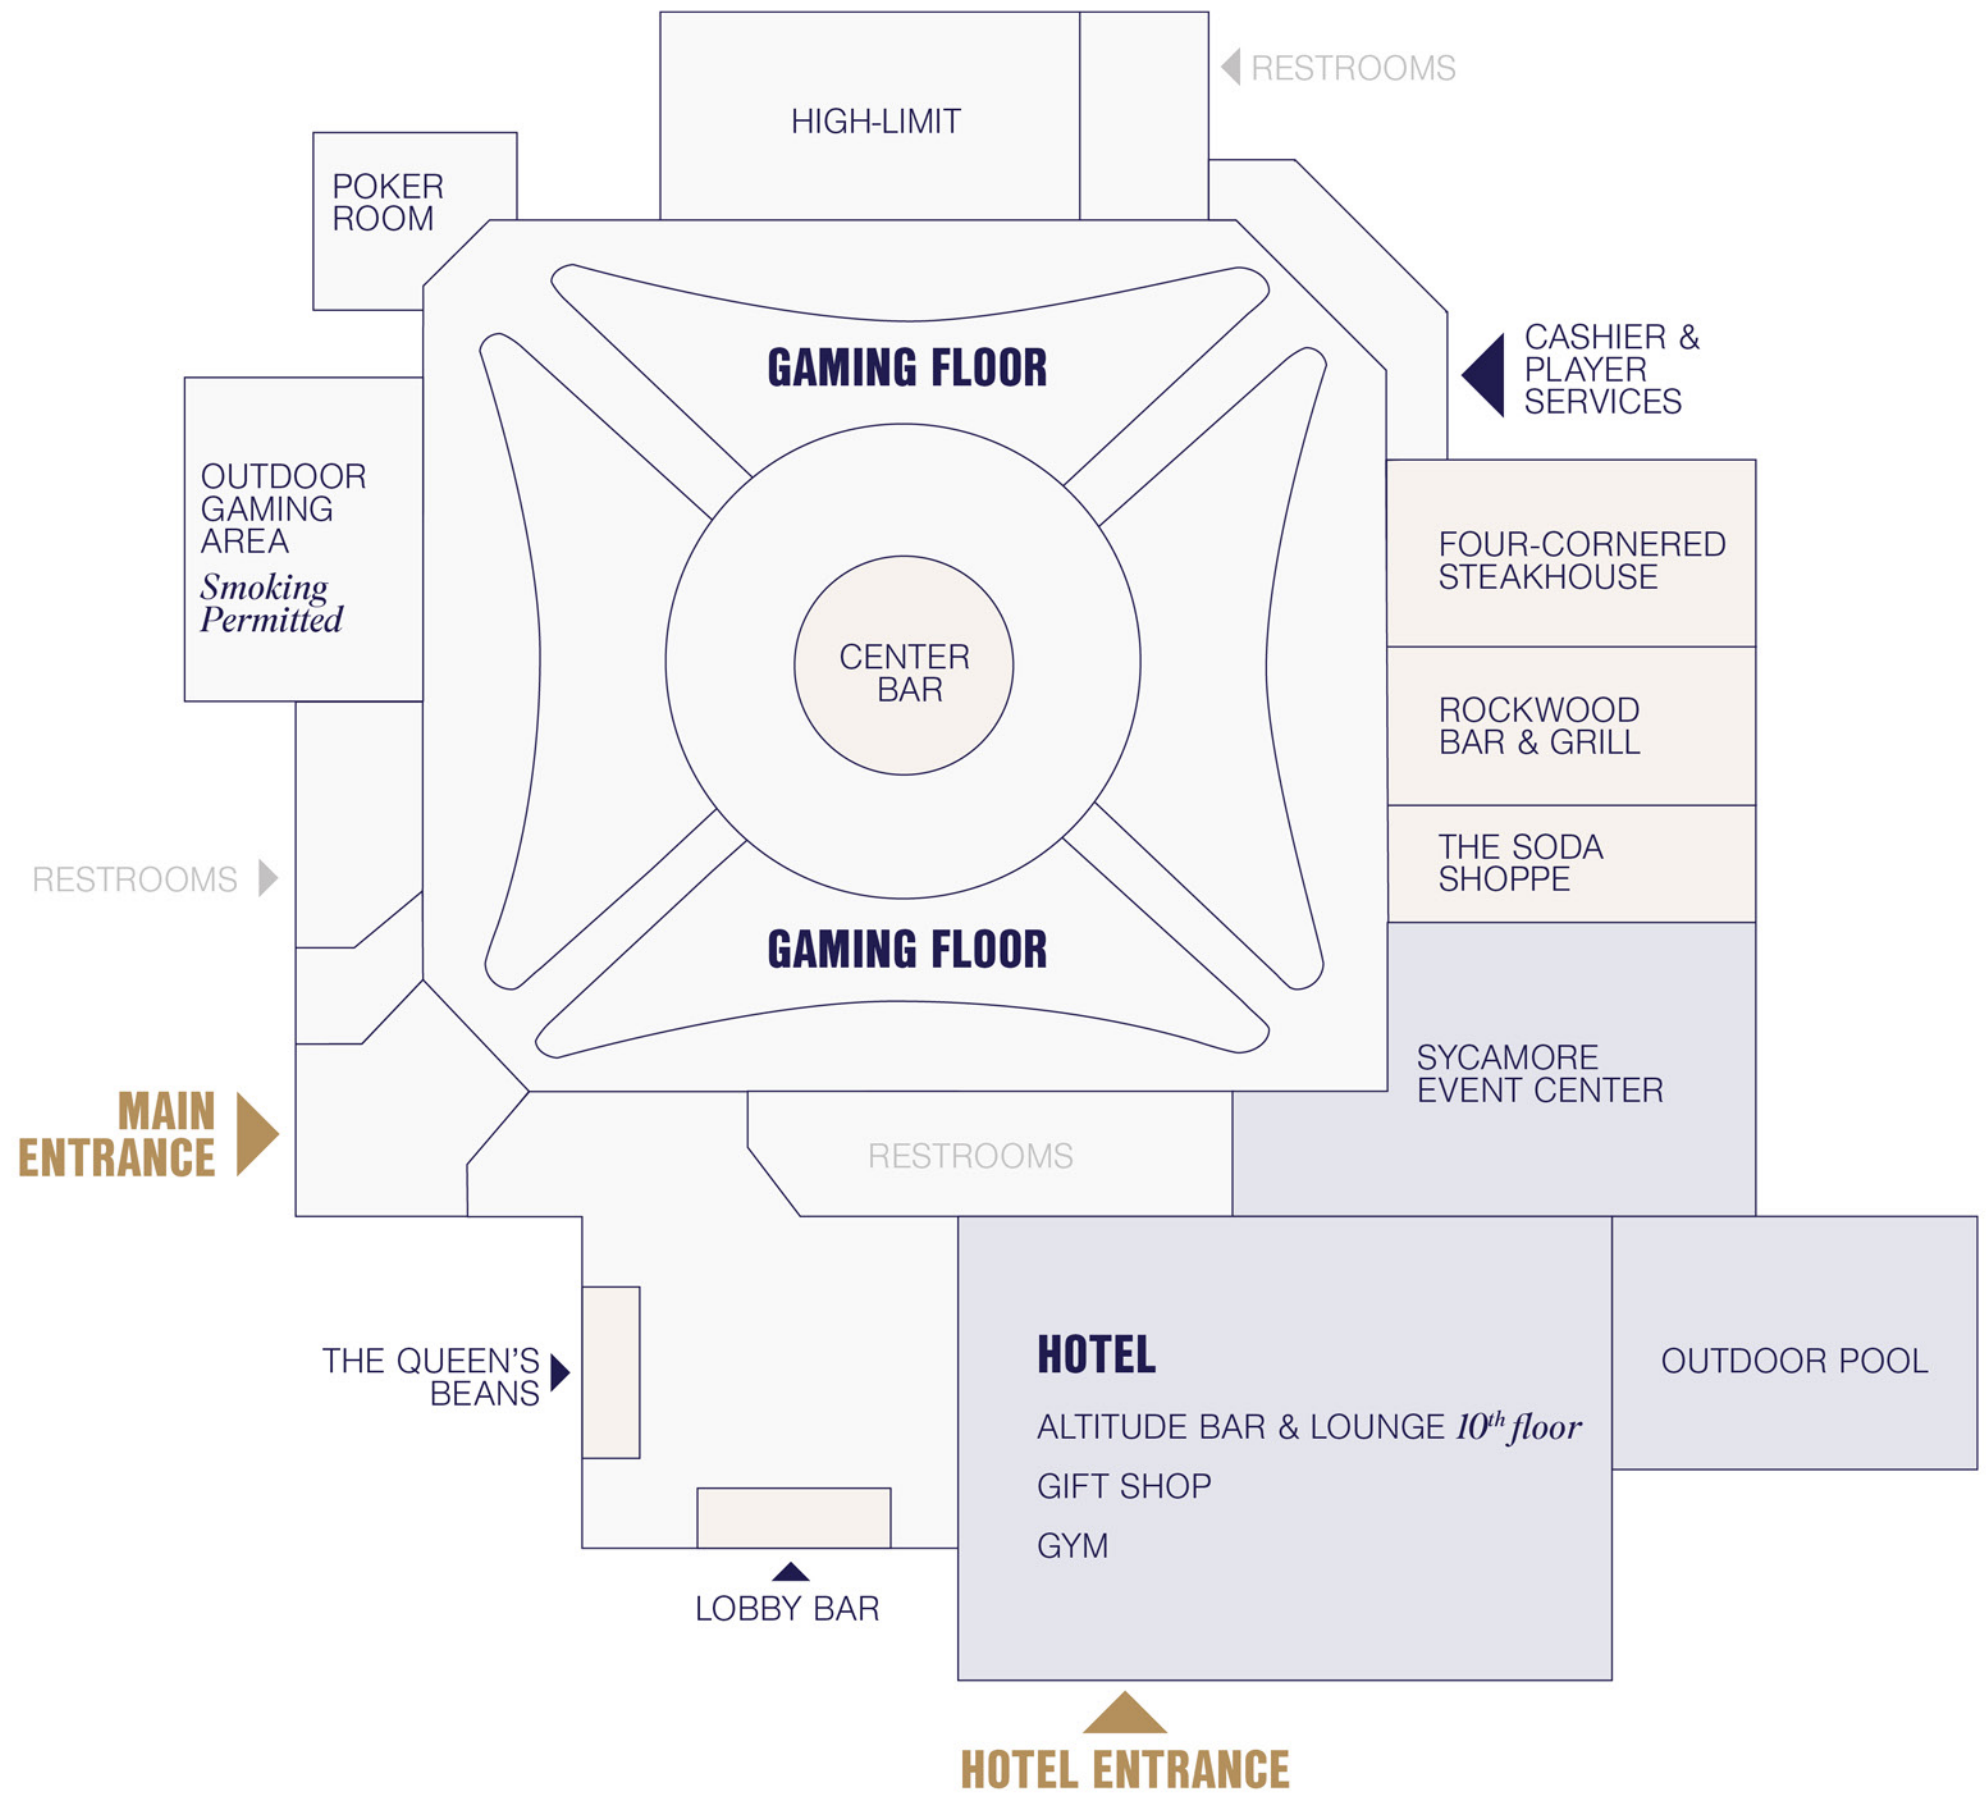 RESTROOMS
HIGH-LIMIT
POKER
ROOM
CASHIER &
PLAYER
SERVICES
GAMING FLOOR
OUTDOOR
GAMING
AREA
Smoking
Permitted
FOUR-CORNERED
STEAKHOUSE
CENTER
BAR
ROCKWOOD
BAR & GRILL
THE SODA
SHOPPE
RESTROOMS
GAMING FLOOR
SYCAMORE
EVENT CENTER
MAIN
ENTRANCE
RESTROOMS
THE QUEEN'S
BEANS
HOTEL
OUTDOOR POOL
ALTITUDE BAR & LOUNGE 10th floor
GIFT SHOP
GYM
LOBBY BAR
HOTEL ENTRANCE